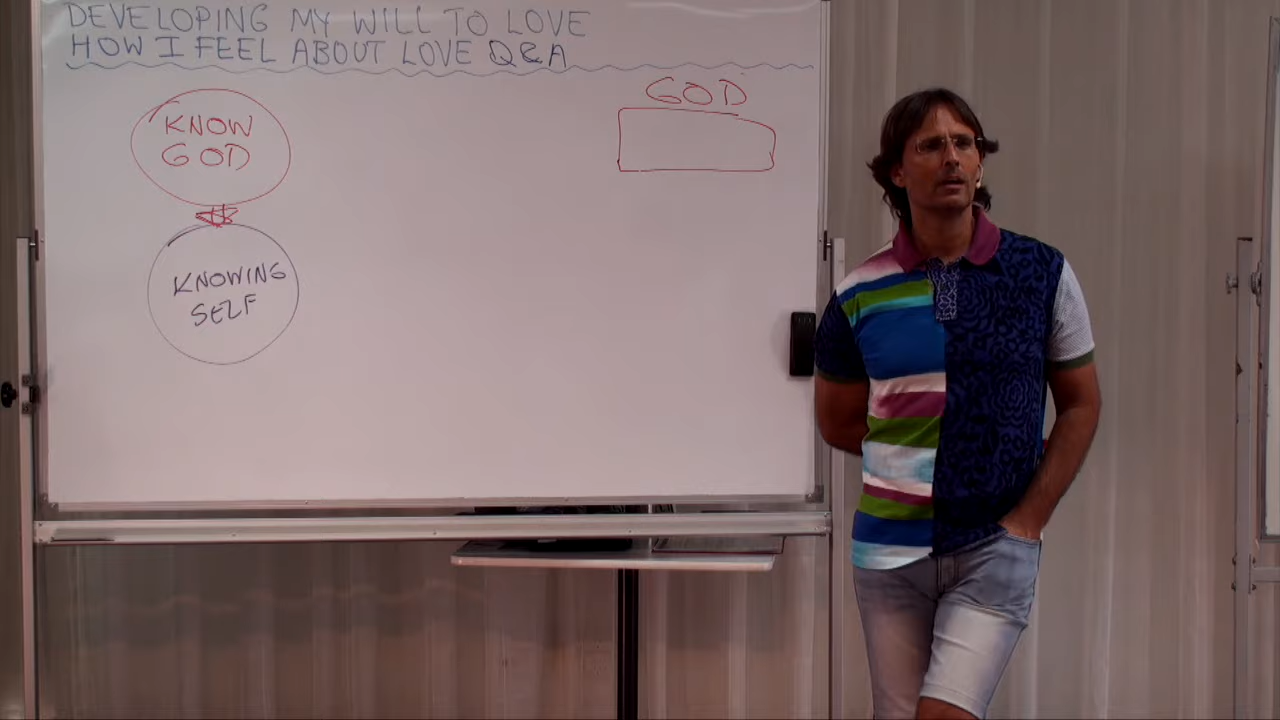 DEVELOPING MY WILL TO LOVE
HOW I FEEL ABOUT LOVE Q&A
KNOW
GOD
KNOWING
SELF
GOD